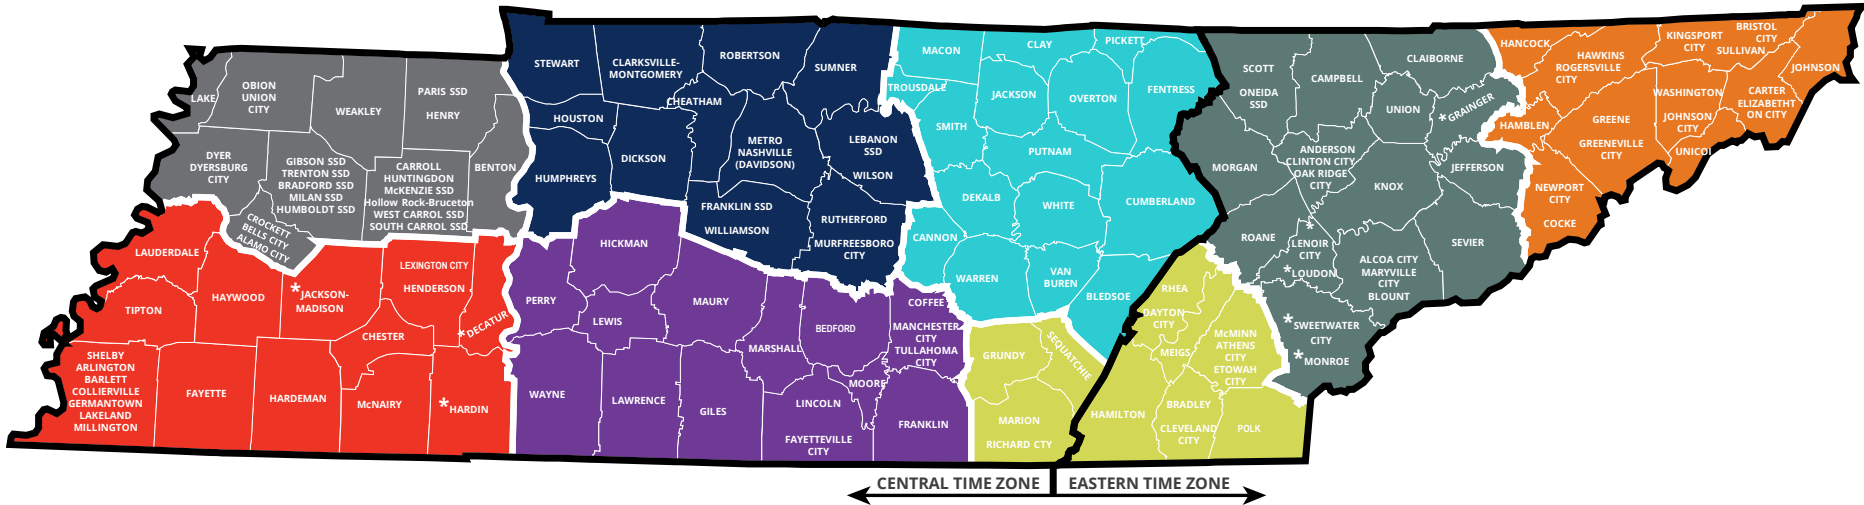 LAKE
OBION
UNION
CITY
WEAKLEY
PARIS SSD
HENRY
DYER
DYERSBURG
CITY
GIBSON SSD
TRENTON SSD
BRADFORD SSD
MILAN SSD
HUMBOLDT SSD
CARROLL
HUNTINGDON
McKENZIE SSD
Hollow Rock-Bruceton
WEST CARROL SSD
SOUTH CARROL SSD
BENTON
CROCKETT
BELLS CITY
ALAMO CITY
LAUDERDALE
TIPTON
HAYWOOD
*JACKSON-
MADISON
LEXINGTON CITY
HENDERSON
*DECATUR
CHESTER
SHELBY
ARLINGTON
BARLETT
COLLIERVILLE
GERMANTOWN
LAKELAND
MILLINGTON
FAYETTE
HARDEMAN
McNAIRY
*HARDIN
STEWART
CLARKSVILLE-
MONTGOMERY
ROBERTSON
SUMNER
HOUSTON
CHEATHAM
DICKSON
METRO
NASHVILLE
(DAVIDSON)
LEBANON
SSD
WILSON
HUMPHREYS
FRANKLIN SSD
WILLIAMSON
RUTHERFORD
MURFREESBORO
CITY
HICKMAN
PERRY
LEWIS
MAURY
MARSHALL
BEDFORD
COFFEE
MANCHESTER
CITY
TULLAHOMA
CITY
MOORE
WAYNE
LAWRENCE
GILES
LINCOLN
FAYETTEVILLE
CITY
FRANKLIN
MACON
CLAY
PICKETT
TROUSDALE
JACKSON
OVERTON
FENTRESS
SMITH
PUTNAM
DEKALB
WHITE
CUMBERLAND
CANNON
WARREN
VAN
BUREN
BLEDSOE
GRUNDY
SEQUATCHIE
MARION
RICHARD CTY
RHEA
DAYTON
CITY
MEIGS
McMINN
ATHENS
CITY
ETOWAH
CITY
HAMILTON
BRADLEY
CLEVELAND
CITY
POLK
SCOTT
ONEIDA
SSD
CAMPBELL
CLAIBORNE
UNION
*GRAINGER
MORGAN
ANDERSON
CLINTON CITY
OAK RIDGE
CITY
KNOX
JEFFERSON
ROANE
*
LENOIR
CITY
*LOUDON
ALCOA CITY
MARYVILLE
CITY
BLOUNT
SEVIER
*SWEETWATER
CITY
*MONROE
HANCOCK
HAWKINS
ROGERSVILLE
CITY
KINGSPORT
CITY
BRISTOL
CITY
SULLIVAN
JOHNSON
HAMBLEN
GREENE
GREENEVILLE
CITY
WASHINGTON
JOHNSON
CITY
CARTER
ELIZABETHT
ON CITY
UNICOI
NEWPORT
CITY
COCKE
CENTRAL TIME ZONE
EASTERN TIME ZONE